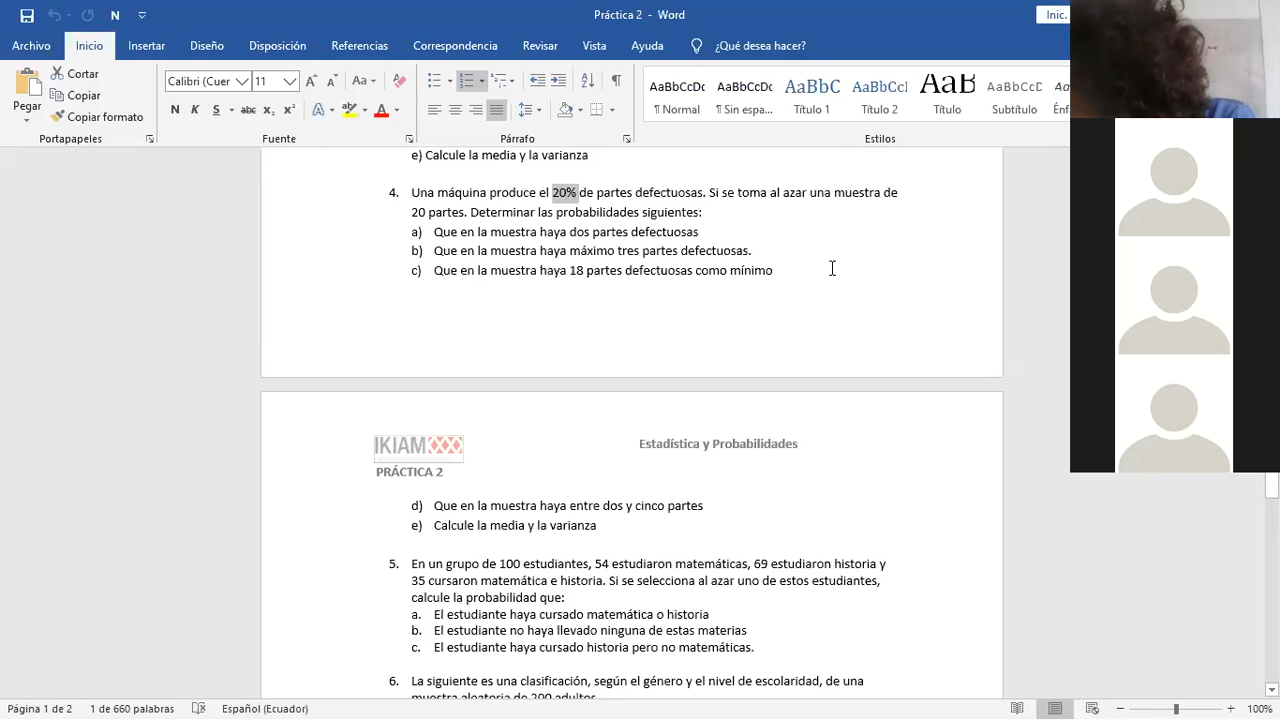 Práctica 2 - Word
Inic.
Archivo Inicio Insertar Diseño Disposición Referencias Correspondencia Revisar Vista Ayuda ¿Qué desea hacer?
Pegar
Cortar
Copiar
Copiar formato
Portapapeles
Calibri (Cuer 11
Fuente
Párrafo
AaBbCcDc AaBbCcDc AaBbC AaBbCcI AaB AaBbCcD
¶ Normal ¶ Sin espa... Título 1 Título 2 Título Subtítulo
Estilos
e) Calcule la media y la varianza
4. Una máquina produce el 20% de partes defectuosas. Si se toma al azar una muestra de
20 partes. Determinar las probabilidades siguientes:
a) Que en la muestra haya dos partes defectuosas
b) Que en la muestra haya máximo tres partes defectuosas.
c) Que en la muestra haya 18 partes defectuosas como mínimo
IKIAM
Estadística y Probabilidades
PRÁCTICA 2
d) Que en la muestra haya entre dos y cinco partes
e) Calcule la media y la varianza
5. En un grupo de 100 estudiantes, 54 estudiaron matemáticas, 69 estudiaron historia y
35 cursaron matemática e historia. Si se selecciona al azar uno de estos estudiantes,
calcule la probabilidad que:
a. El estudiante haya cursado matemática o historia
b. El estudiante no haya llevado ninguna de estas materias
c. El estudiante haya cursado historia pero no matemáticas.
6. La siguiente es una clasificación, según el género y el nivel de escolaridad, de una
muestra aleatoria de 200 adultos
Página 1 de 2 1 de 660 palabras Español (Ecuador) 100%